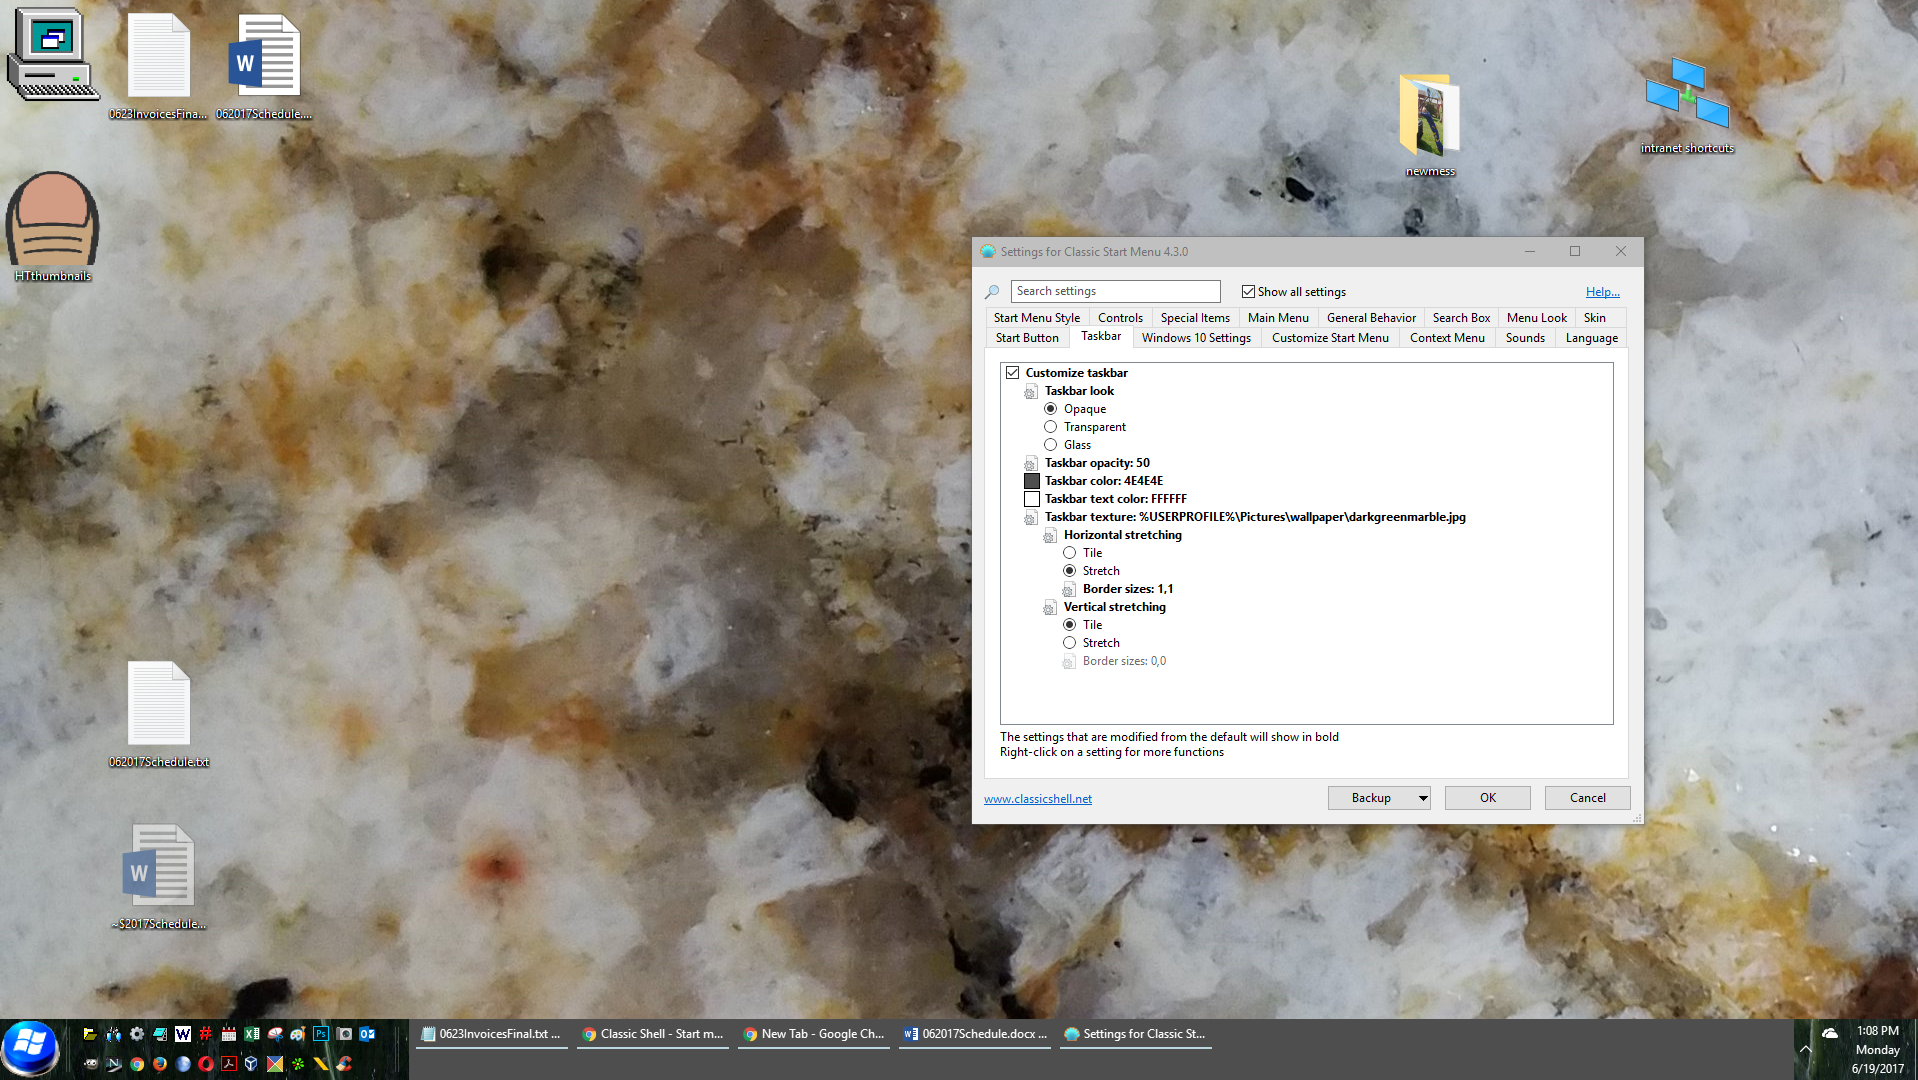 0623InvoicesFina...
062017Schedule....
newmess
intranet shortcuts
HTthumbnails
062017Schedule.txt
~$2017Schedule...
Settings for Classic Start Menu 4.3.0
Search settings
Show all settings
Help...
Start Menu Style
Controls
Special Items
Main Menu
General Behavior
Search Box
Menu Look
Skin
Start Button
Taskbar
Windows 10 Settings
Customize Start Menu
Context Menu
Sounds
Language
Customize taskbar
Taskbar look
Opaque
Transparent
Glass
Taskbar opacity: 50
Taskbar color: 4E4E4E
Taskbar text color: FFFFFF
Taskbar texture: %USERPROFILE%\Pictures\wallpaper\darkgreenmarble.jpg
Horizontal stretching
Tile
Stretch
Border sizes: 1,1
Vertical stretching
Tile
Stretch
Border sizes: 0,0
The settings that are modified from the default will show in bold
Right-click on a setting for more functions
www.classicshell.net
Backup
OK
Cancel
0623InvoicesFinal.txt ...
Classic Shell - Start m...
New Tab - Google Ch...
062017Schedule.docx ...
Settings for Classic St...
1:08 PM
Monday
6/19/2017